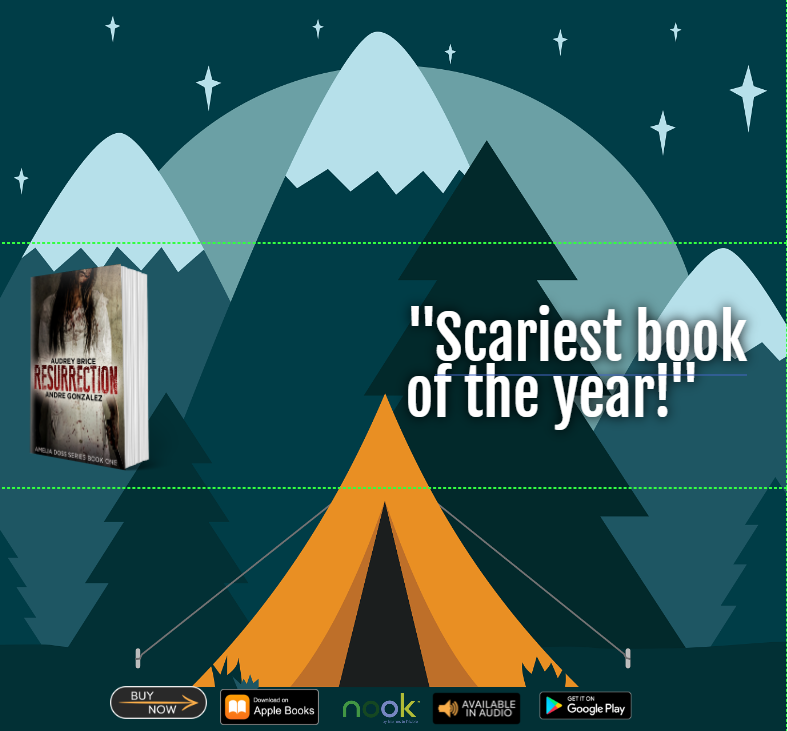 "Scariest book
of the year!"
AUDREY BRICE
RESURRECTION
ANDRE GONZALEZ
AMELIA DOSS SERIES BOOK ONE
BUY
NOW
Download on
Apple Books
nook
AVAILABLE
IN AUDIO
GET IT ON
Google Play